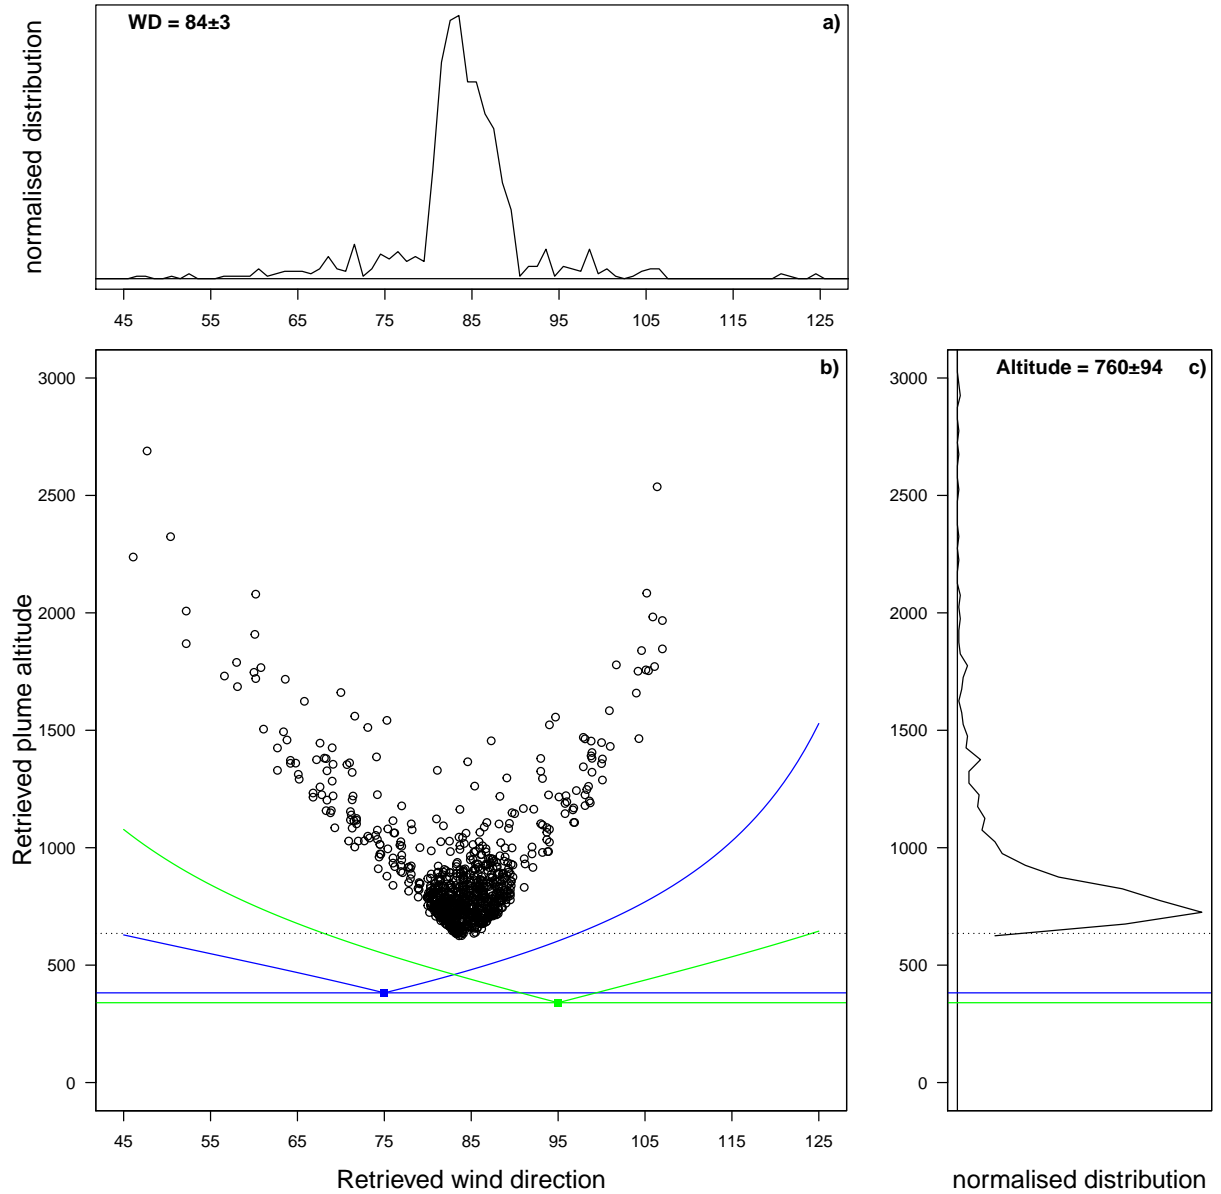 WD = 84±3
a)
normalised distribution
45 55 65 75 85 95 105 115 125
b)
3000
2500
2000
1500
1000
500
0
Retrieved plume altitude
45 55 65 75 85 95 105 115 125
Retrieved wind direction
Altitude = 760±94
c)
3000
2500
2000
1500
1000
500
0
normalised distribution